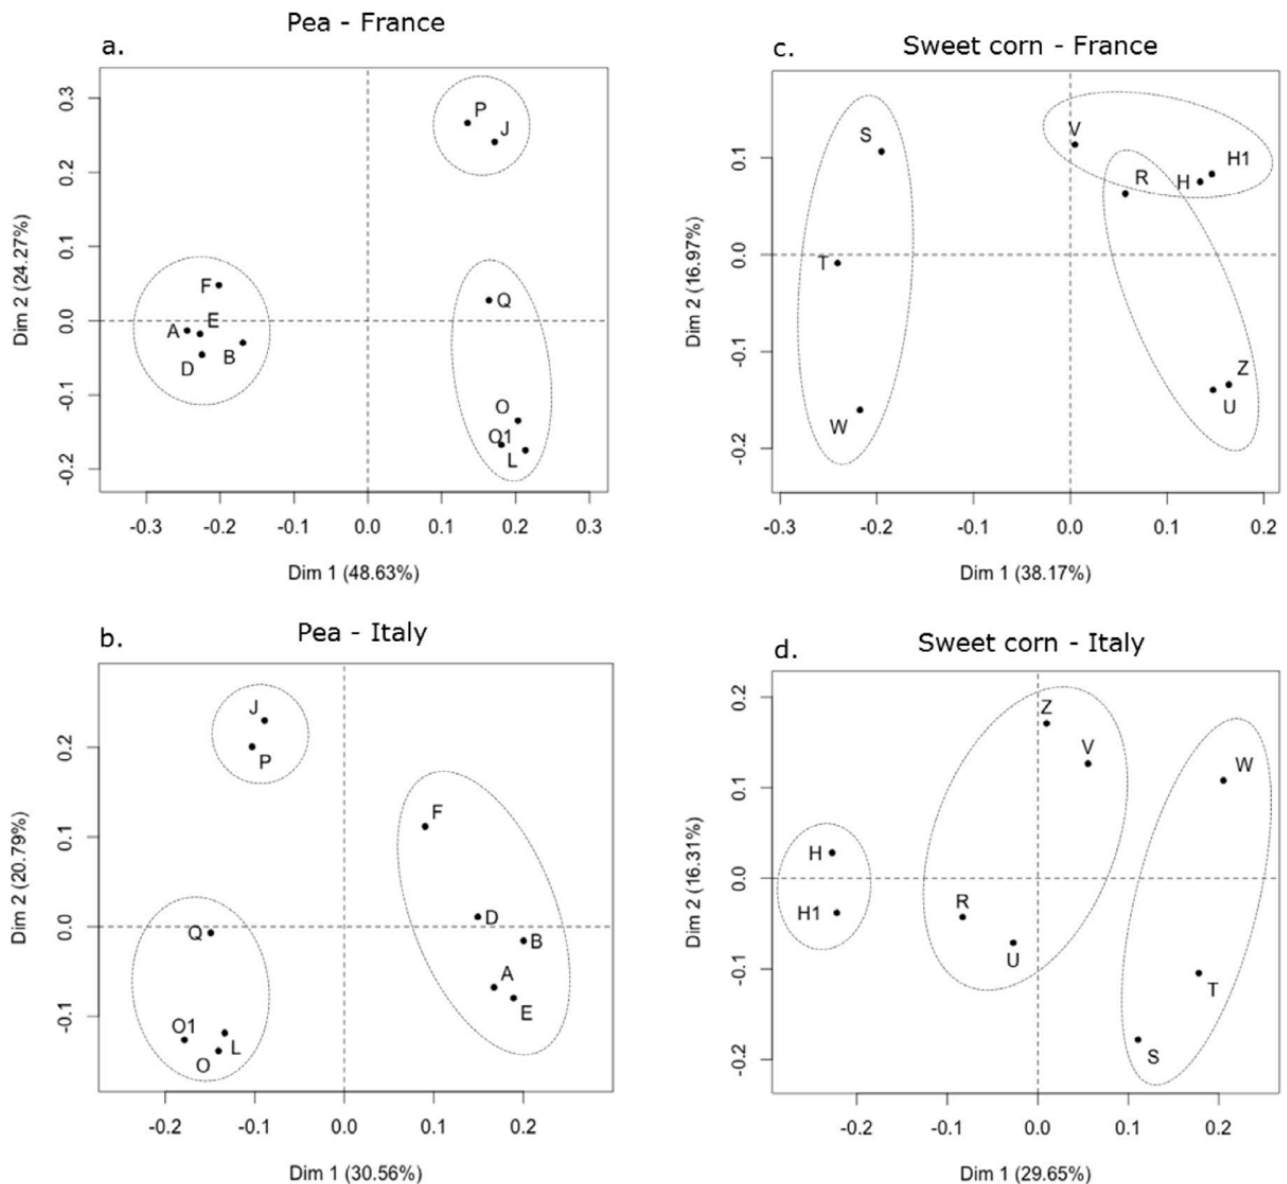 Pea - France
a.
P
J
F
E
A
D
B
Q
O
O1
L
0.3
0.2
0.1
0.0
-0.1
-0.2
Dim 2 (24.27%)
-0.3 -0.2 -0.1 0.0 0.1 0.2 0.3
Dim 1 (48.63%)
Sweet corn - France
c.
S
V
H1
R
H
T
Z
U
W
0.1
0.0
-0.1
-0.2
Dim 2 (16.97%)
-0.3 -0.2 -0.1 0.0 0.1 0.2
Dim 1 (38.17%)
Pea - Italy
b.
J
P
F
D
B
A
E
Q
O1
L
O
0.2
0.1
0.0
-0.1
Dim 2 (20.79%)
-0.2 -0.1 0.0 0.1 0.2
Dim 1 (30.56%)
Sweet corn - Italy
d.
Z
V
W
H
H1
R
U
T
S
0.2
0.1
0.0
-0.1
-0.2
Dim 2 (16.31%)
-0.2 -0.1 0.0 0.1 0.2
Dim 1 (29.65%)